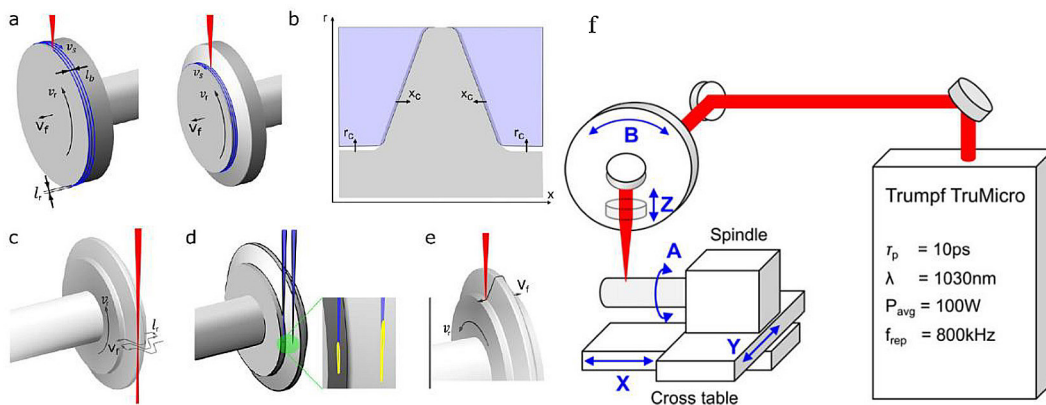 a
v_s
l_b
v_r
V_f
l_r
v_s
v_r
V_f
b
r
x_c
x_c
r_c
r_c
x
c
v_r
l_r
V_f
d
e
V_f
v_r
f
B
Z
Spindle
A
Y
X
Cross table
Trumpf TruMicro
τ_p = 10ps
λ = 1030nm
P_avg = 100W
f_rep = 800kHz